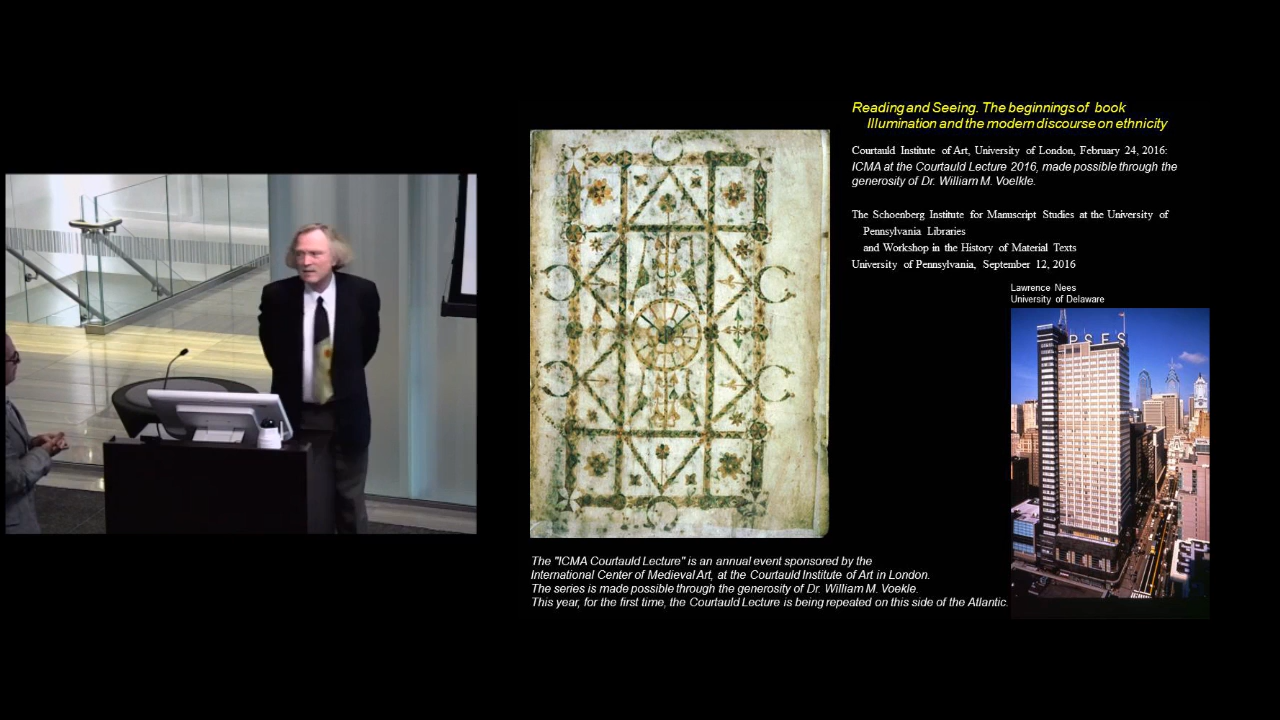 Reading and Seeing. The beginnings of book
Illumination and the modern discourse on ethnicity
Courtauld Institute of Art, University of London, February 24, 2016:
ICMA at the Courtauld Lecture 2016, made possible through the
generosity of Dr. William M. Voelkle.
The Schoenberg Institute for Manuscript Studies at the University of
Pennsylvania Libraries
and Workshop in the History of Material Texts
University of Pennsylvania, September 12, 2016
Lawrence Nees
University of Delaware
PSFS
The "ICMA Courtauld Lecture" is an annual event sponsored by the
International Center of Medieval Art, at the Courtauld Institute of Art in London.
The series is made possible through the generosity of Dr. William M. Voekle.
This year, for the first time, the Courtauld Lecture is being repeated on this side of the Atlantic.